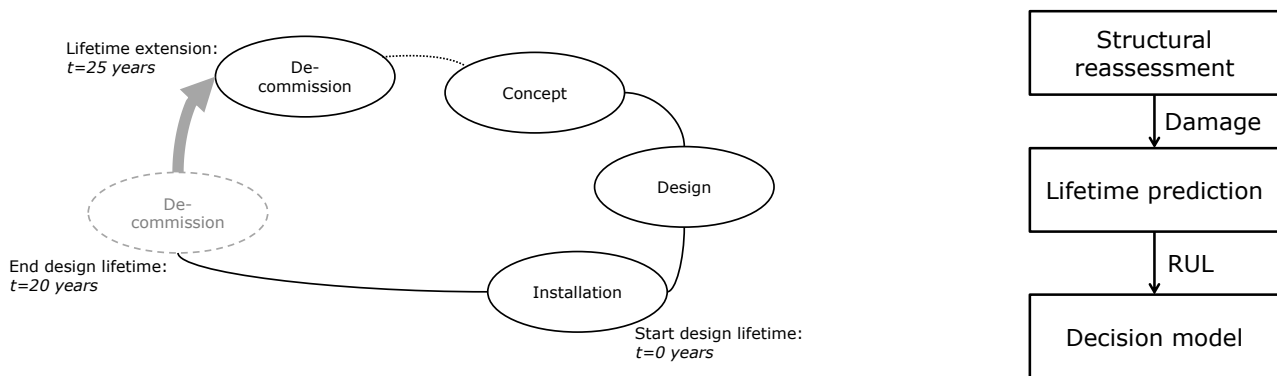 Lifetime extension:
t=25 years
De-
commission
Concept
Design
De-
commission
End design lifetime:
t=20 years
Installation
Start design lifetime:
t=0 years
Structural
reassessment
Damage
Lifetime prediction
RUL
Decision model